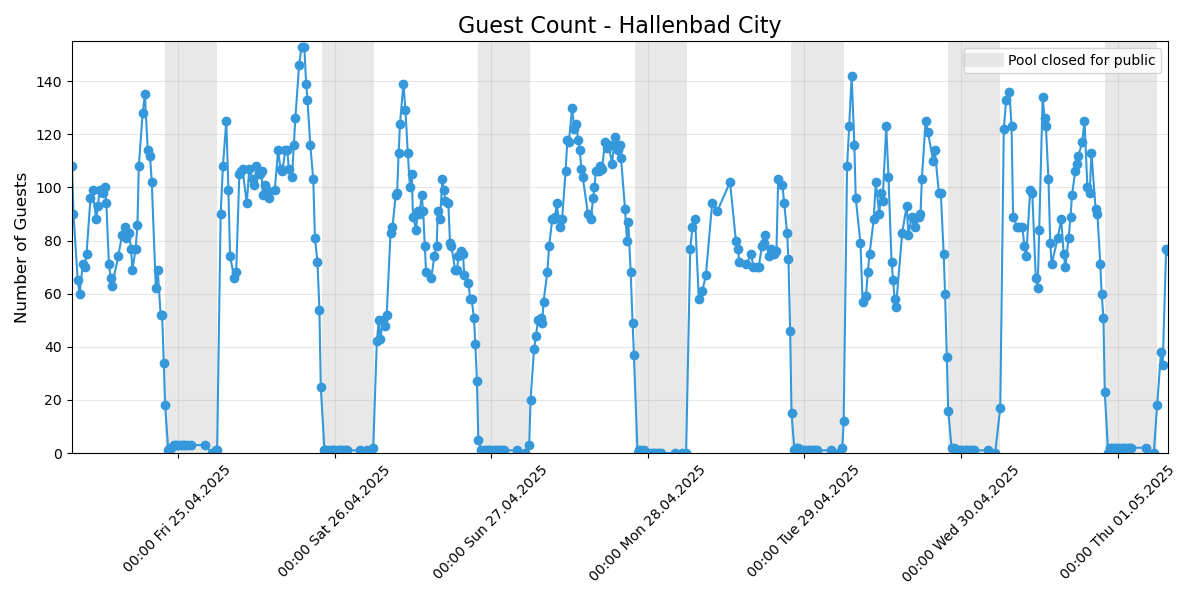 Guest Count - Hallenbad City
Pool closed for public
Number of Guests
140
120
100
80
60
40
20
0
00:00 Fri 25.04.2025
00:00 Sat 26.04.2025
00:00 Sun 27.04.2025
00:00 Mon 28.04.2025
00:00 Tue 29.04.2025
00:00 Wed 30.04.2025
00:00 Thu 01.05.2025